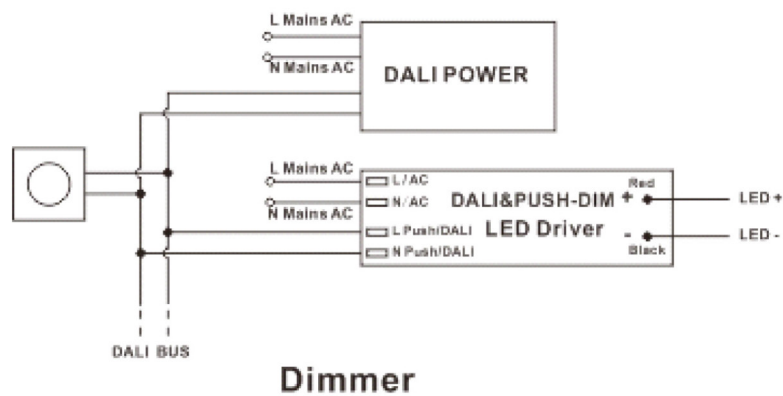 L Mains AC
N Mains AC
DALI POWER
L Mains AC
N Mains AC
L/AC
N/AC
L Push/DALI
N Push/DALI
DALI&PUSH-DIM
LED Driver
Red
+
-
Black
LED +
LED -
DALI BUS
Dimmer